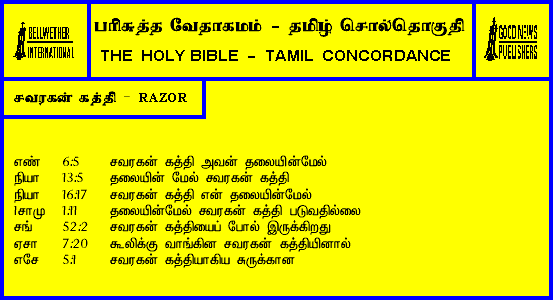 BELLWETHER
INTERNATIONAL
பரிசுத்த வேதாகமம் - தமிழ் சொல்தொகுதி
THE HOLY BIBLE - TAMIL CONCORDANCE
GOOD NEWS
PUBLISHERS
சவரகன் கத்தி - RAZOR
எண் 6:5 சவரகன் கத்தி அவன் தலையின்மேல்
நியா 13:5 தலையின் மேல் சவரகன் கத்தி
நியா 16:17 சவரகன் கத்தி என் தலையின்மேல்
1சாமு 1:11 தலையின்மேல் சவரகன் கத்தி படுவதில்லை
சங் 52:2 சவரகன் கத்தியைப் போல் இருக்கிறது
ஏசா 7:20 கூலிக்கு வாங்கின சவரகன் கத்தியினால்
எசே 5:1 சவரகன் கத்தியாகிய சுருக்கான